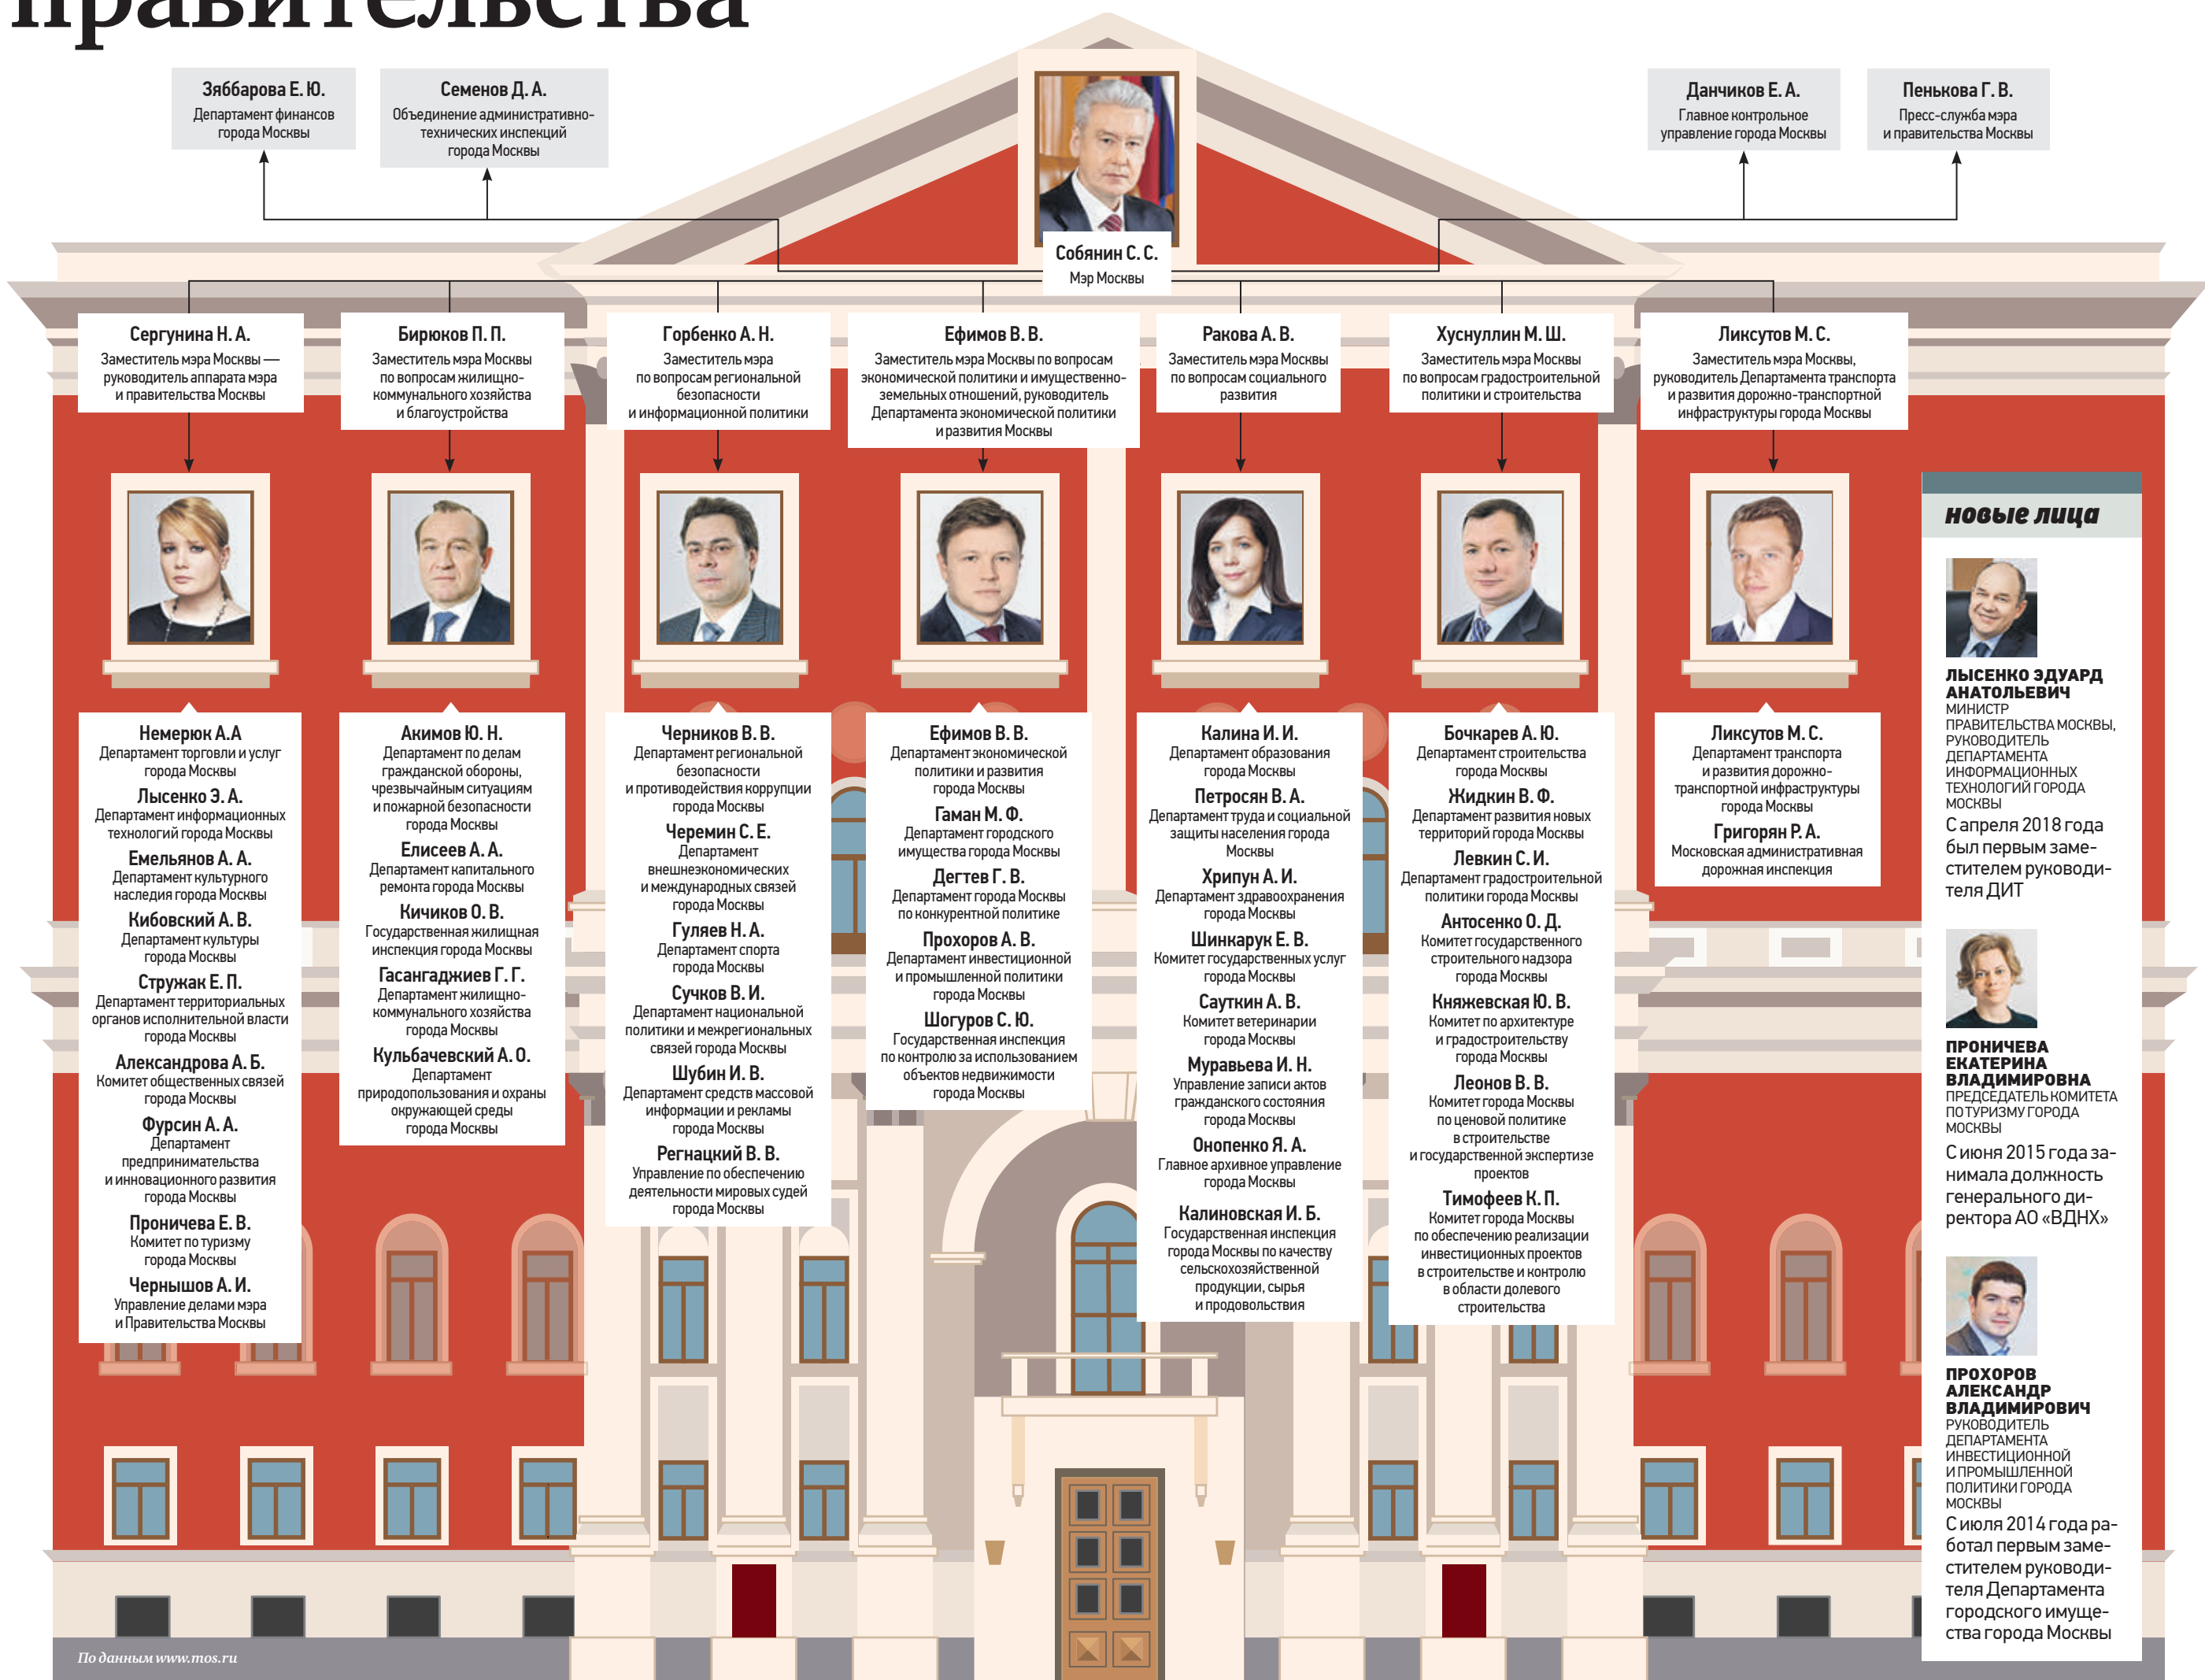 правительства
Зяббарова Е. Ю.
Департамент финансов
города Москвы
Семенов Д. А.
Объединение административно-
технических инспекций
города Москвы
Данчиков Е. А.
Главное контрольное
управление города Москвы
Пенькова Г. В.
Пресс-служба мэра
и правительства Москвы
Собянин С. С.
Мэр Москвы
Сергунина Н. А.
Заместитель мэра Москвы —
руководитель аппарата мэра
и правительства Москвы
Бирюков П. П.
Заместитель мэра Москвы
по вопросам жилищно-
коммунального хозяйства
и благоустройства
Горбенко А. Н.
Заместитель мэра
по вопросам региональной
безопасности
и информационной политики
Ефимов В. В.
Заместитель мэра Москвы по вопросам
экономической политики и имущественно-
земельных отношений, руководитель
Департамента экономической политики
и развития Москвы
Ракова А. В.
Заместитель мэра Москвы
по вопросам социального
развития
Хуснуллин М. Ш.
Заместитель мэра Москвы
по вопросам градостроительной
политики и строительства
Ликсутов М. С.
Заместитель мэра Москвы,
руководитель Департамента транспорта
и развития дорожно-транспортной
инфраструктуры города Москвы
Немерюк А.А
Департамент торговли и услуг
города Москвы
Лысенко Э. А.
Департамент информационных
технологий города Москвы
Емельянов А. А.
Департамент культурного
наследия города Москвы
Кибовский А. В.
Департамент культуры
города Москвы
Стружак Е. П.
Департамент территориальных
органов исполнительной власти
города Москвы
Александрова А. Б.
Комитет общественных связей
города Москвы
Фурсин А. А.
Департамент
предпринимательства
и инновационного развития
города Москвы
Проничева Е. В.
Комитет по туризму
города Москвы
Чернышов А. И.
Управление делами мэра
и Правительства Москвы
Акимов Ю. Н.
Департамент по делам
гражданской обороны,
чрезвычайным ситуациям
и пожарной безопасности
города Москвы
Елисеев А. А.
Департамент капитального
ремонта города Москвы
Кичиков О. В.
Государственная жилищная
инспекция города Москвы
Гасангаджиев Г. Г.
Департамент жилищно-
коммунального хозяйства
города Москвы
Кульбачевский А. О.
Департамент
природопользования и охраны
окружающей среды
города Москвы
Черников В. В.
Департамент региональной
безопасности
и противодействия коррупции
города Москвы
Черемин С. Е.
Департамент
внешнеэкономических
и международных связей
города Москвы
Гуляев Н. А.
Департамент спорта
города Москвы
Сучков В. И.
Департамент национальной
политики и межрегиональных
связей города Москвы
Шубин И. В.
Департамент средств массовой
информации и рекламы
города Москвы
Регнацкий В. В.
Управление по обеспечению
деятельности мировых судей
города Москвы
Ефимов В. В.
Департамент экономической
политики и развития
города Москвы
Гаман М. Ф.
Департамент городского
имущества города Москвы
Дегтев Г. В.
Департамент города Москвы
по конкурентной политике
Прохоров А. В.
Департамент инвестиционной
и промышленной политики
города Москвы
Шогуров С. Ю.
Государственная инспекция
по контролю за использованием
объектов недвижимости
города Москвы
Калина И. И.
Департамент образования
города Москвы
Петросян В. А.
Департамент труда и социальной
защиты населения города
Москвы
Хрипун А. И.
Департамент здравоохранения
города Москвы
Шинкарук Е. В.
Комитет государственных услуг
города Москвы
Сауткин А. В.
Комитет ветеринарии
города Москвы
Муравьева И. Н.
Управление записи актов
гражданского состояния
города Москвы
Онопенко Я. А.
Главное архивное управление
города Москвы
Калиновская И. Б.
Государственная инспекция
города Москвы по качеству
сельскохозяйственной
продукции, сырья
и продовольствия
Бочкарев А. Ю.
Департамент строительства
города Москвы
Жидкин В. Ф.
Департамент развития новых
территорий города Москвы
Левкин С. И.
Департамент градостроительной
политики города Москвы
Антосенко О. Д.
Комитет государственного
строительного надзора
города Москвы
Княжевская Ю. В.
Комитет по архитектуре
и градостроительству
города Москвы
Леонов В. В.
Комитет города Москвы
по ценовой политике
в строительстве
и государственной экспертизе
проектов
Тимофеев К. П.
Комитет города Москвы
по обеспечению реализации
инвестиционных проектов
в строительстве и контролю
в области долевого
строительства
Ликсутов М. С.
Департамент транспорта
и развития дорожно-
транспортной инфраструктуры
города Москвы
Григорян Р. А.
Московская административная
дорожная инспекция
новые лица
ЛЫСЕНКО ЭДУАРД
АНАТОЛЬЕВИЧ
МИНИСТР
ПРАВИТЕЛЬСТВА МОСКВЫ,
РУКОВОДИТЕЛЬ
ДЕПАРТАМЕНТА
ИНФОРМАЦИОННЫХ
ТЕХНОЛОГИЙ ГОРОДА
МОСКВЫ
С апреля 2018 года
был первым заме-
стителем руководи-
теля ДИТ
ПРОНИЧЕВА
ЕКАТЕРИНА
ВЛАДИМИРОВНА
ПРЕДСЕДАТЕЛЬ КОМИТЕТА
ПО ТУРИЗМУ ГОРОДА
МОСКВЫ
С июня 2015 года за-
нимала должность
генерального ди-
ректора АО «ВДНХ»
ПРОХОРОВ
АЛЕКСАНДР
ВЛАДИМИРОВИЧ
РУКОВОДИТЕЛЬ
ДЕПАРТАМЕНТА
ИНВЕСТИЦИОННОЙ
И ПРОМЫШЛЕННОЙ
ПОЛИТИКИ ГОРОДА
МОСКВЫ
С июля 2014 года ра-
ботал первым заме-
стителем руководи-
теля Департамента
городского имуще-
ства города Москвы
По данным www.mos.ru